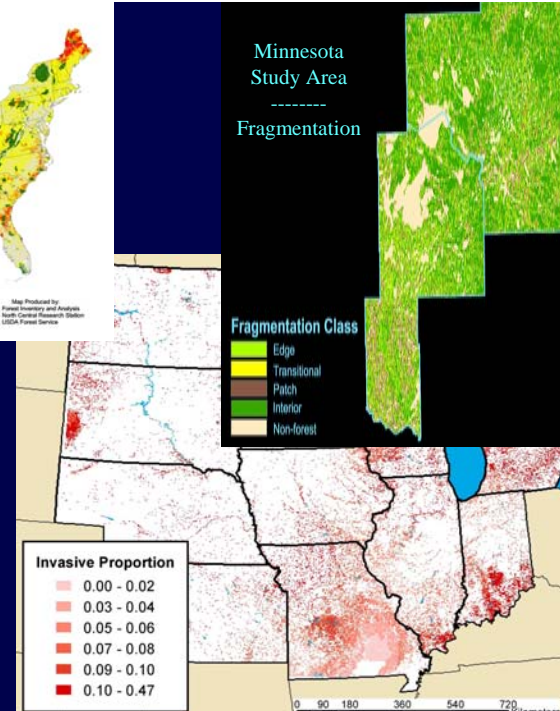 Map Produced by:
Forest Inventory and Analysis
North Central Research Station
USDA Forest Service
Minnesota
Study Area
--------
Fragmentation
Fragmentation Class
Edge
Transitional
Patch
Interior
Non-forest
Invasive Proportion
0.00 - 0.02
0.03 - 0.04
0.05 - 0.06
0.07 - 0.08
0.09 - 0.10
0.10 - 0.47
0 90 180 360 540 720